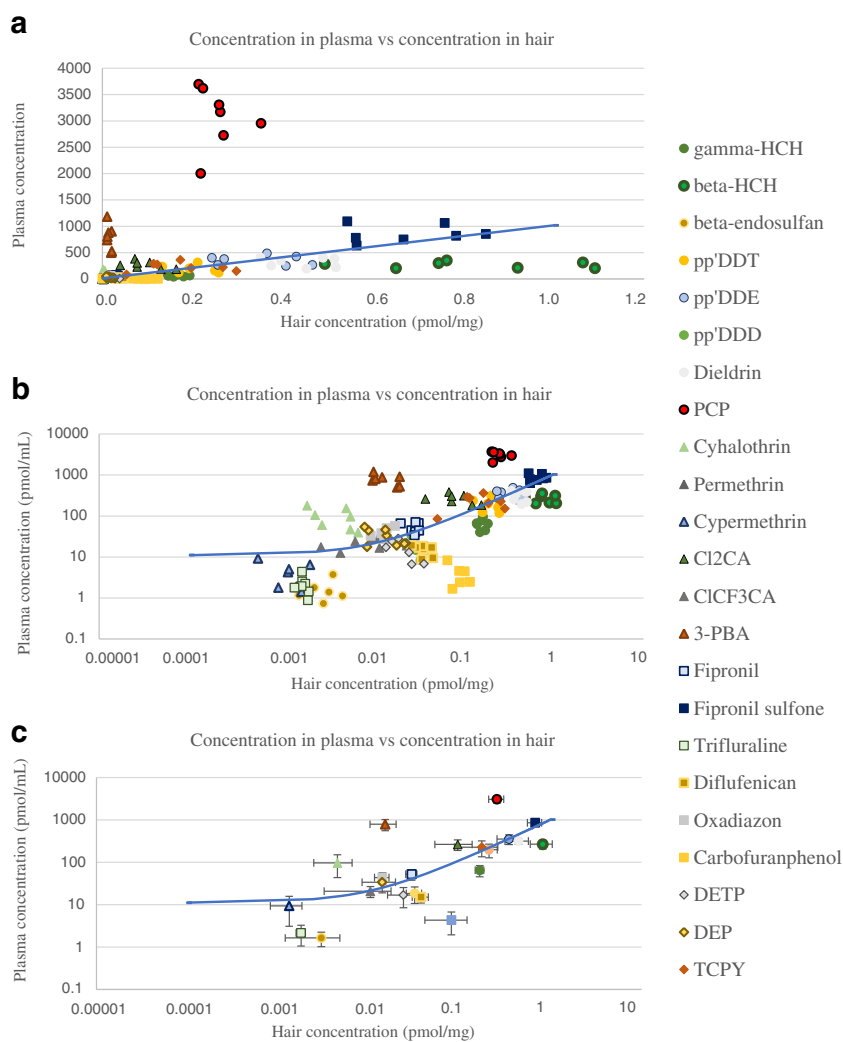 a
Concentration in plasma vs concentration in hair
Plasma concentration
4000
3500
3000
2500
2000
1500
1000
500
0
0.0 0.2 0.4 0.6 0.8 1.0 1.2
Hair concentration (pmol/mg)
b
Concentration in plasma vs concentration in hair
Plasma concentration (pmol/mL)
10000
1000
100
10
1
0.1
0.00001 0.0001 0.001 0.01 0.1 1 10
Hair concentration (pmol/mg)
c
Concentration in plasma vs concentration in hair
Plasma concentration (pmol/mL)
10000
1000
100
10
1
0.1
0.00001 0.0001 0.001 0.01 0.1 1 10
Hair concentration (pmol/mg)
gamma-HCH
beta-HCH
beta-endosulfan
pp'DDT
pp'DDE
pp'DDD
Dieldrin
PCP
Cyhalothrin
Permethrin
Cypermethrin
Cl2CA
ClCF3CA
3-PBA
Fipronil
Fipronil sulfone
Trifluraline
Diflufenican
Oxadiazon
Carbofuranphenol
DETP
DEP
TCPY